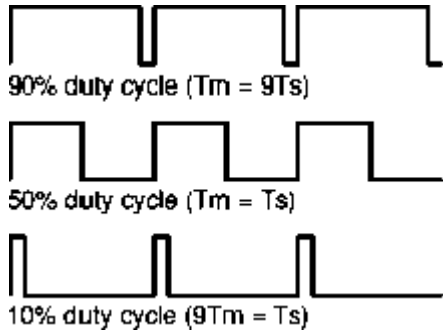 90% duty cycle (Tm = 9Ts)
50% duty cycle (Tm = Ts)
10% duty cycle (9Tm = Ts)